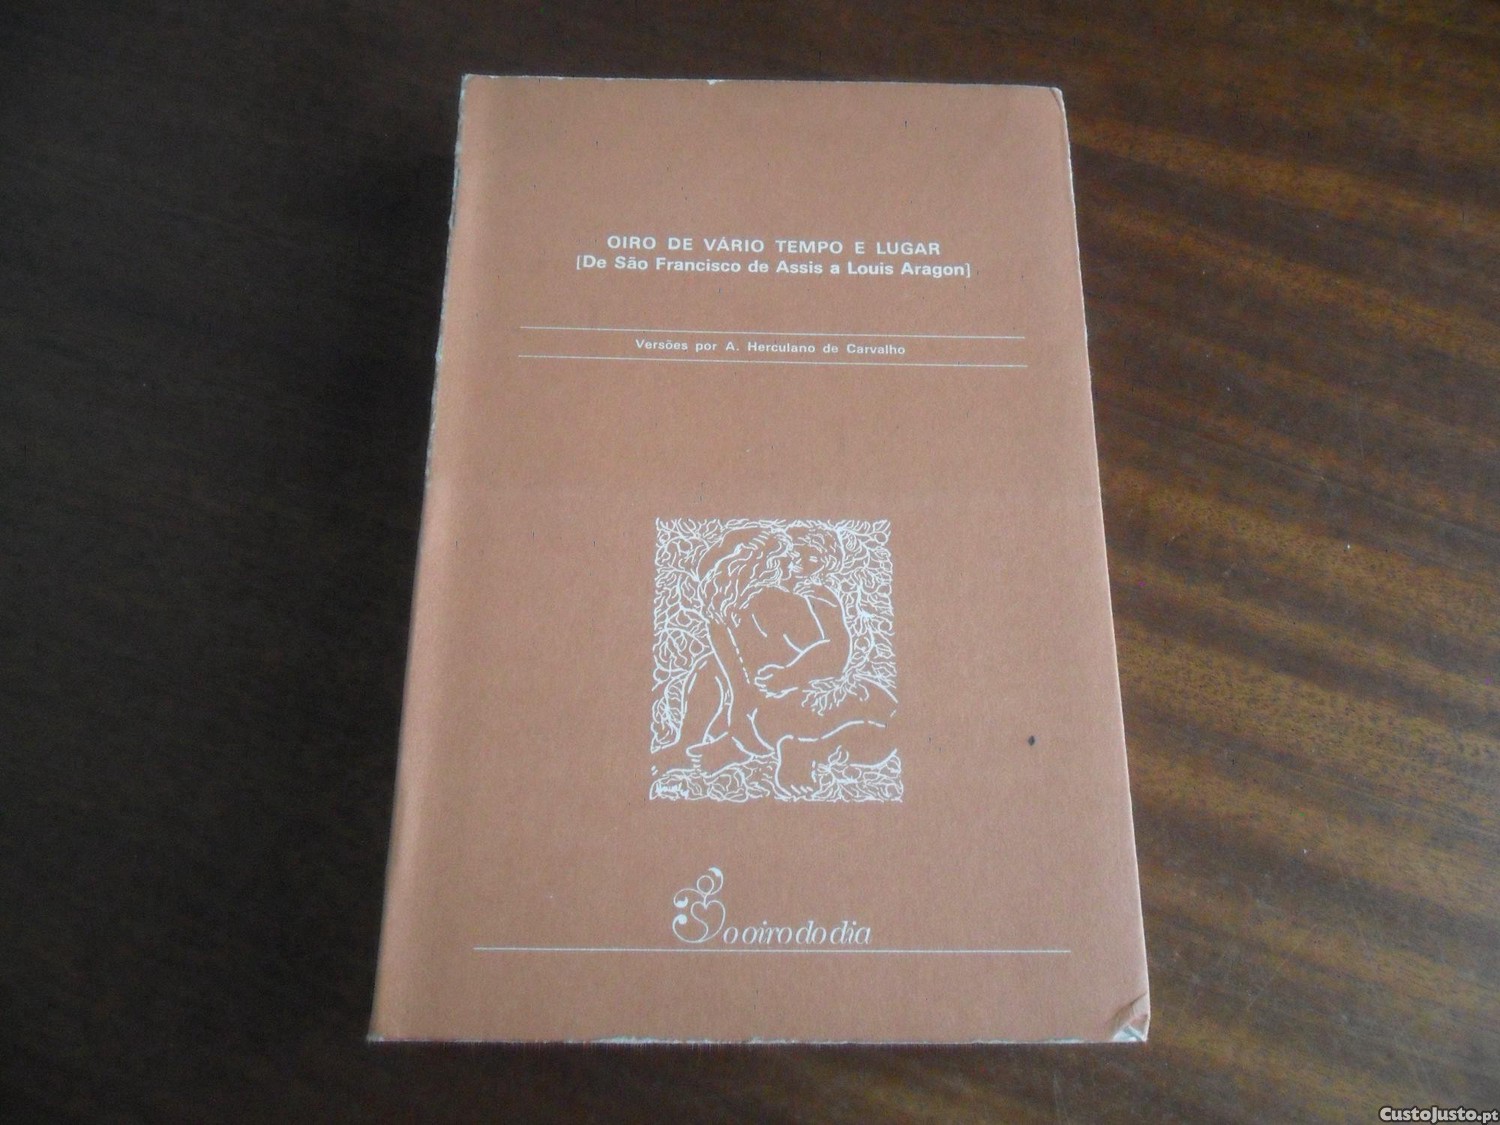 OIRO DE VÁRIO TEMPO E LUGAR
[De São Francisco de Assis a Louis Aragon]
Versões por A. Herculano de Carvalho
o oiro do dia
CustoJusto.pt